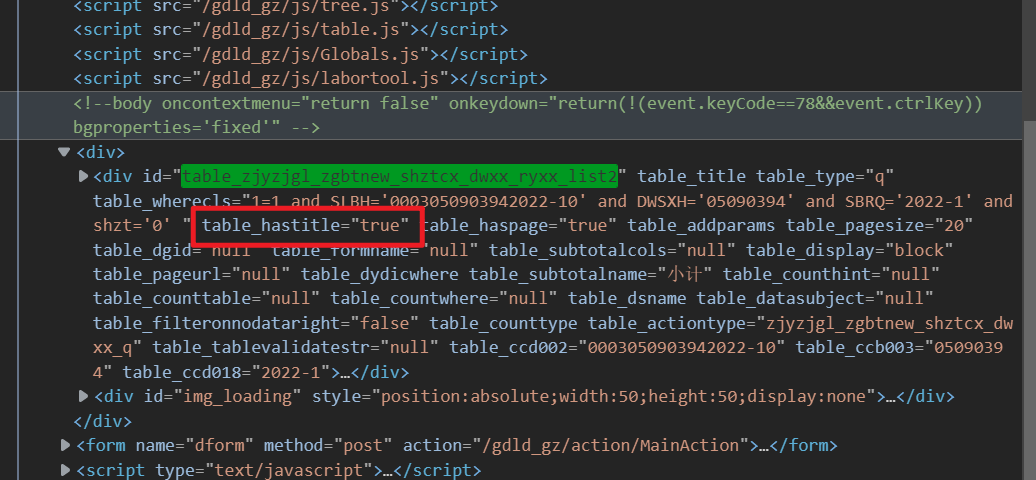 <script src="/gdld_gz/js/tree.js"></script>
<script src="/gdld_gz/js/table.js"></script>
<script src="/gdld_gz/js/Globals.js"></script>
<script src="/gdld_gz/js/labortool.js"></script>
<!--body oncontextmenu="return false" onkeydown="return(!(event.keyCode==78&&event.ctrlKey))
bgproperties='fixed'" -->
<div>
<div id="table_zjyzjgl_zgbtnew_shztcx_dwxx_ryxx_list2" table_title table_type="q"
table_wherecls="1=1 and SLBH='0003050903942022-10' and DWSXH='05090394' and SBRQ='2022-1' and
shzt='0' " table_hastitle="true" table_haspage="true" table_addparams table_pagesize="20"
table_dgid="null" table_formname="null" table_subtotalcols="null" table_display="block"
table_pageurl="null" table_dydicwhere table_subtotalname="小计" table_counthint="null"
table_counttable="null" table_countwhere="null" table_dsname table_datasubject="null"
table_filteronnodataright="false" table_counttype table_actiontype="zjyzjgl_zgbtnew_shztcx_dw
xx_q" table_tablevalidatestr="null" table_ccd002="0003050903942022-10" table_ccb003="0509039
4" table_ccd018="2022-1">…</div>
<div id="img_loading" style="position:absolute;width:50;height:50;display:none">…</div>
</div>
<form name="dform" method="post" action="/gdld_gz/action/MainAction">…</form>
<script type="text/javascript">…</script>